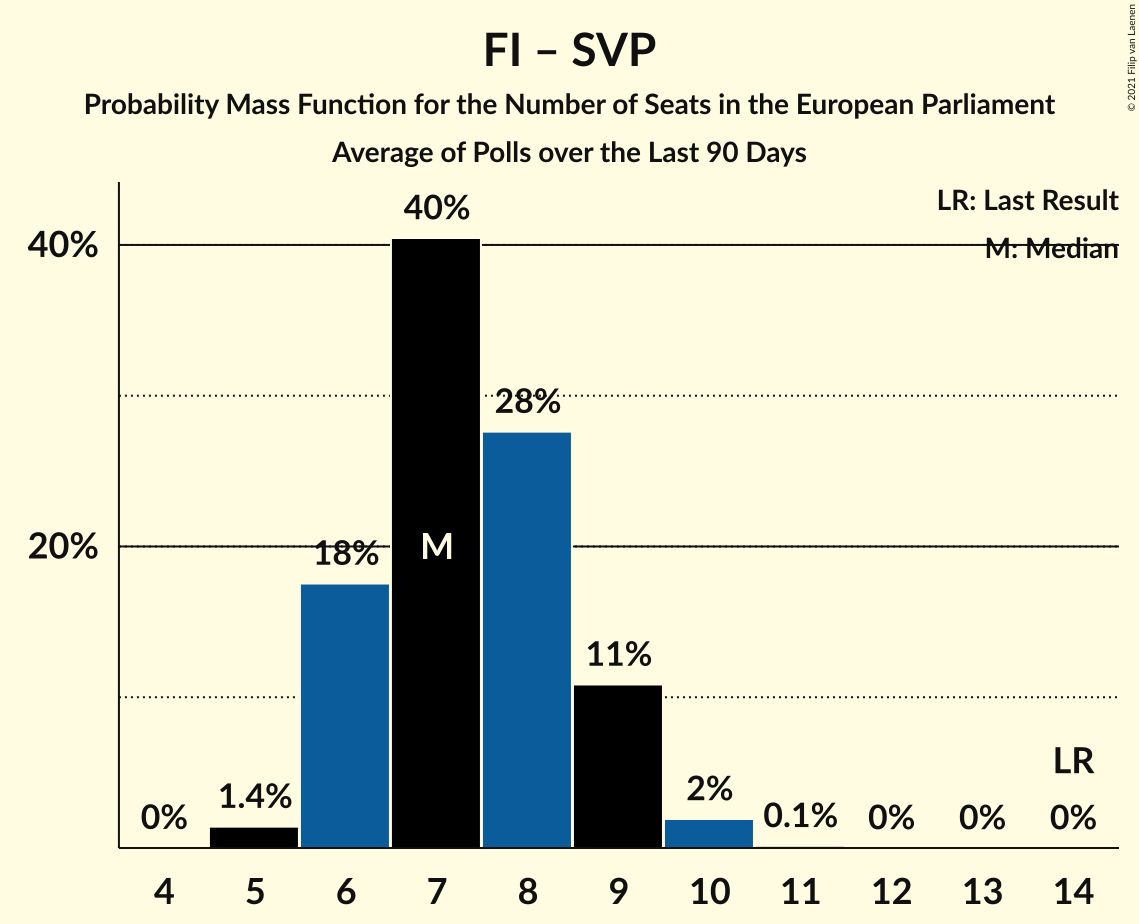 FI – SVP
Probability Mass Function for the Number of Seats in the European Parliament
Average of Polls over the Last 90 Days
© 2021 Filip van Laenen
LR: Last Result
M: Median
40%
20%
0%
1.4%
18%
40%
M
28%
11%
2%
0.1%
0%
0%
LR
0%
4 5 6 7 8 9 10 11 12 13 14